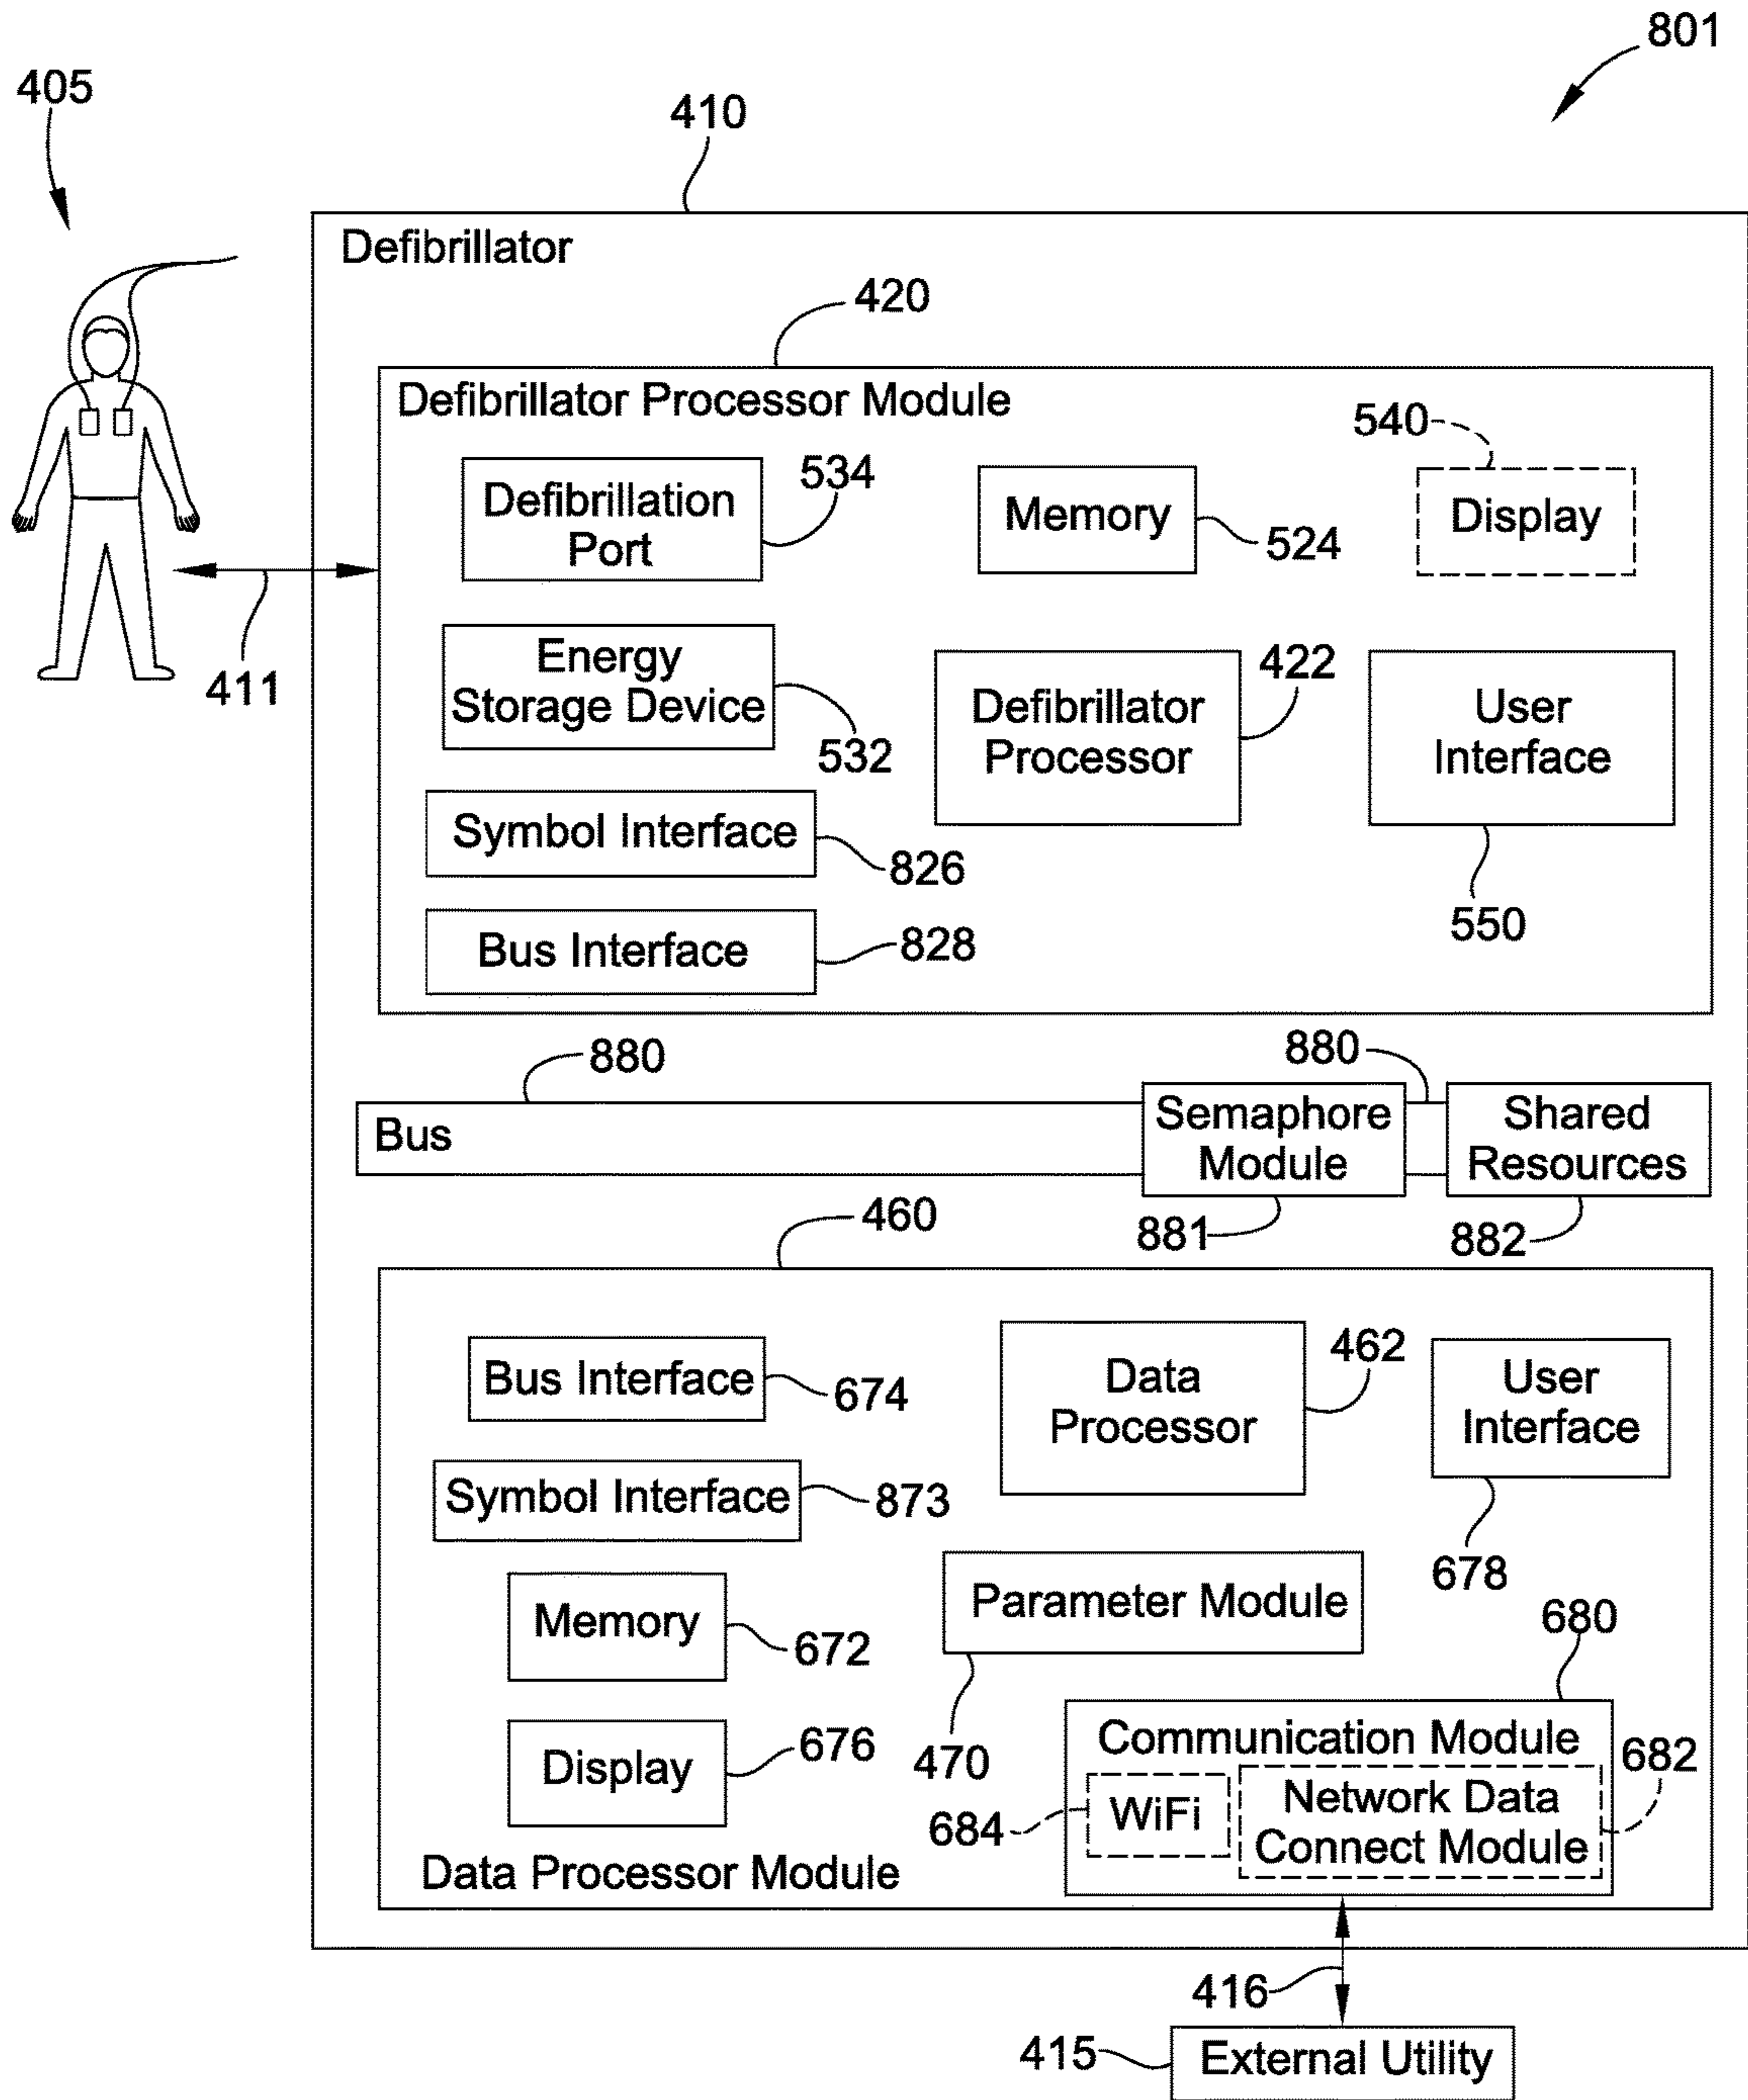 801
405
410
Defibrillator
420
Defibrillator Processor Module
540
534
Defibrillation
Port
Memory
524
Display
411
Energy
Storage Device
532
422
Defibrillator
Processor
User
Interface
550
Symbol Interface
826
Bus Interface
828
880
880
Bus
Semaphore
Module
Shared
Resources
881
882
460
Bus Interface
674
Data
Processor
462
User
Interface
678
Symbol Interface
873
Memory
672
Parameter Module
470
680
Display
676
Communication Module
682
684
WiFi
Network Data
Connect Module
Data Processor Module
416
415
External Utility